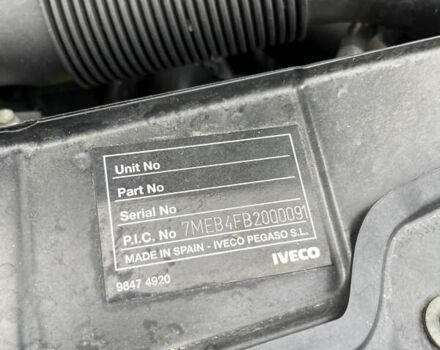 Unit No
Part No
Serial No
P.I.C. No 7MEB4FB2000091
MADE IN SPAIN - IVECO PEGASO S.L.
IVECO
9847 4920